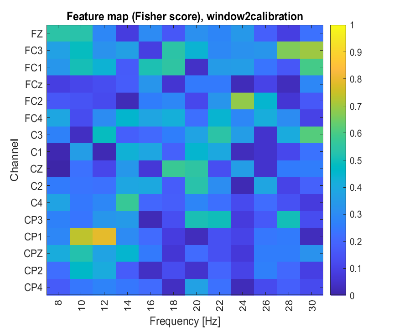 Feature map (Fisher score), window2calibration
Channel
FZ
FC3
FC1
FCz
FC2
FC4
C3
C1
CZ
C2
C4
CP3
CP1
CPZ
CP2
CP4
8 10 12 14 16 18 20 22 24 26 28 30
Frequency [Hz]
1
0.9
0.8
0.7
0.6
0.5
0.4
0.3
0.2
0.1
0